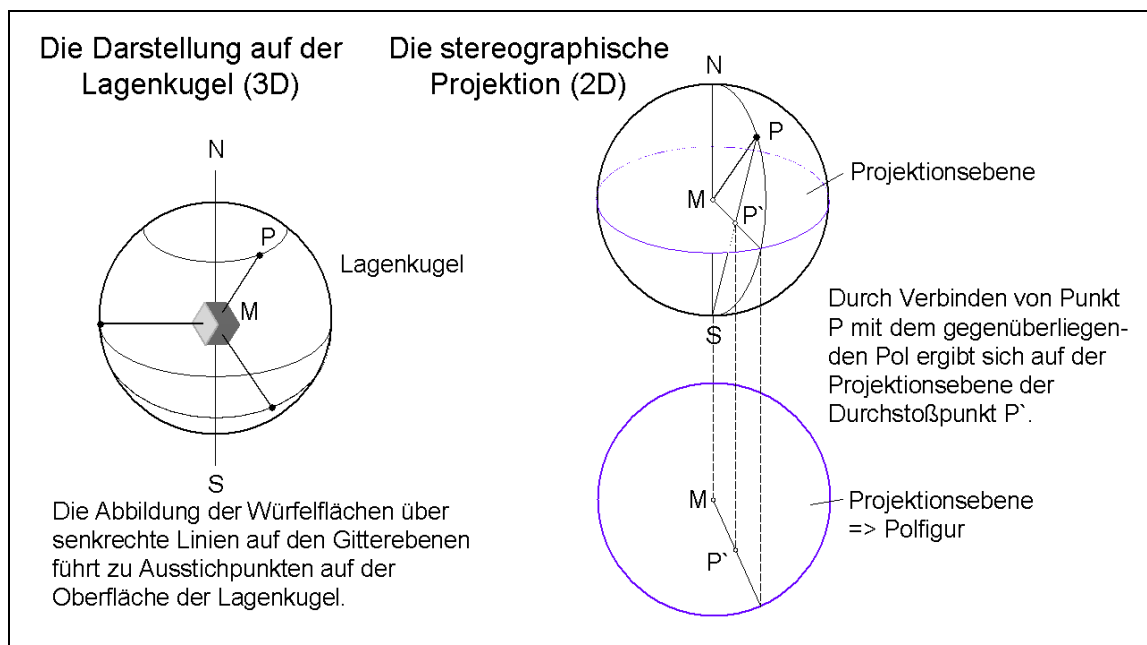 Die Darstellung auf der
Lagenkugel (3D)
N
P
Lagenkugel
M
S
Die Abbildung der Würfelflächen über
senkrechte Linien auf den Gitterebenen
führt zu Ausstichpunkten auf der
Oberfläche der Lagenkugel.
Die stereographische
Projektion (2D)
N
P
Projektionsebene
M
P`
S
Durch Verbinden von Punkt
P mit dem gegenüberliegen-
den Pol ergibt sich auf der
Projektionsebene der
Durchstoßpunkt P`.
M
Projektionsebene
=> Polfigur
P`